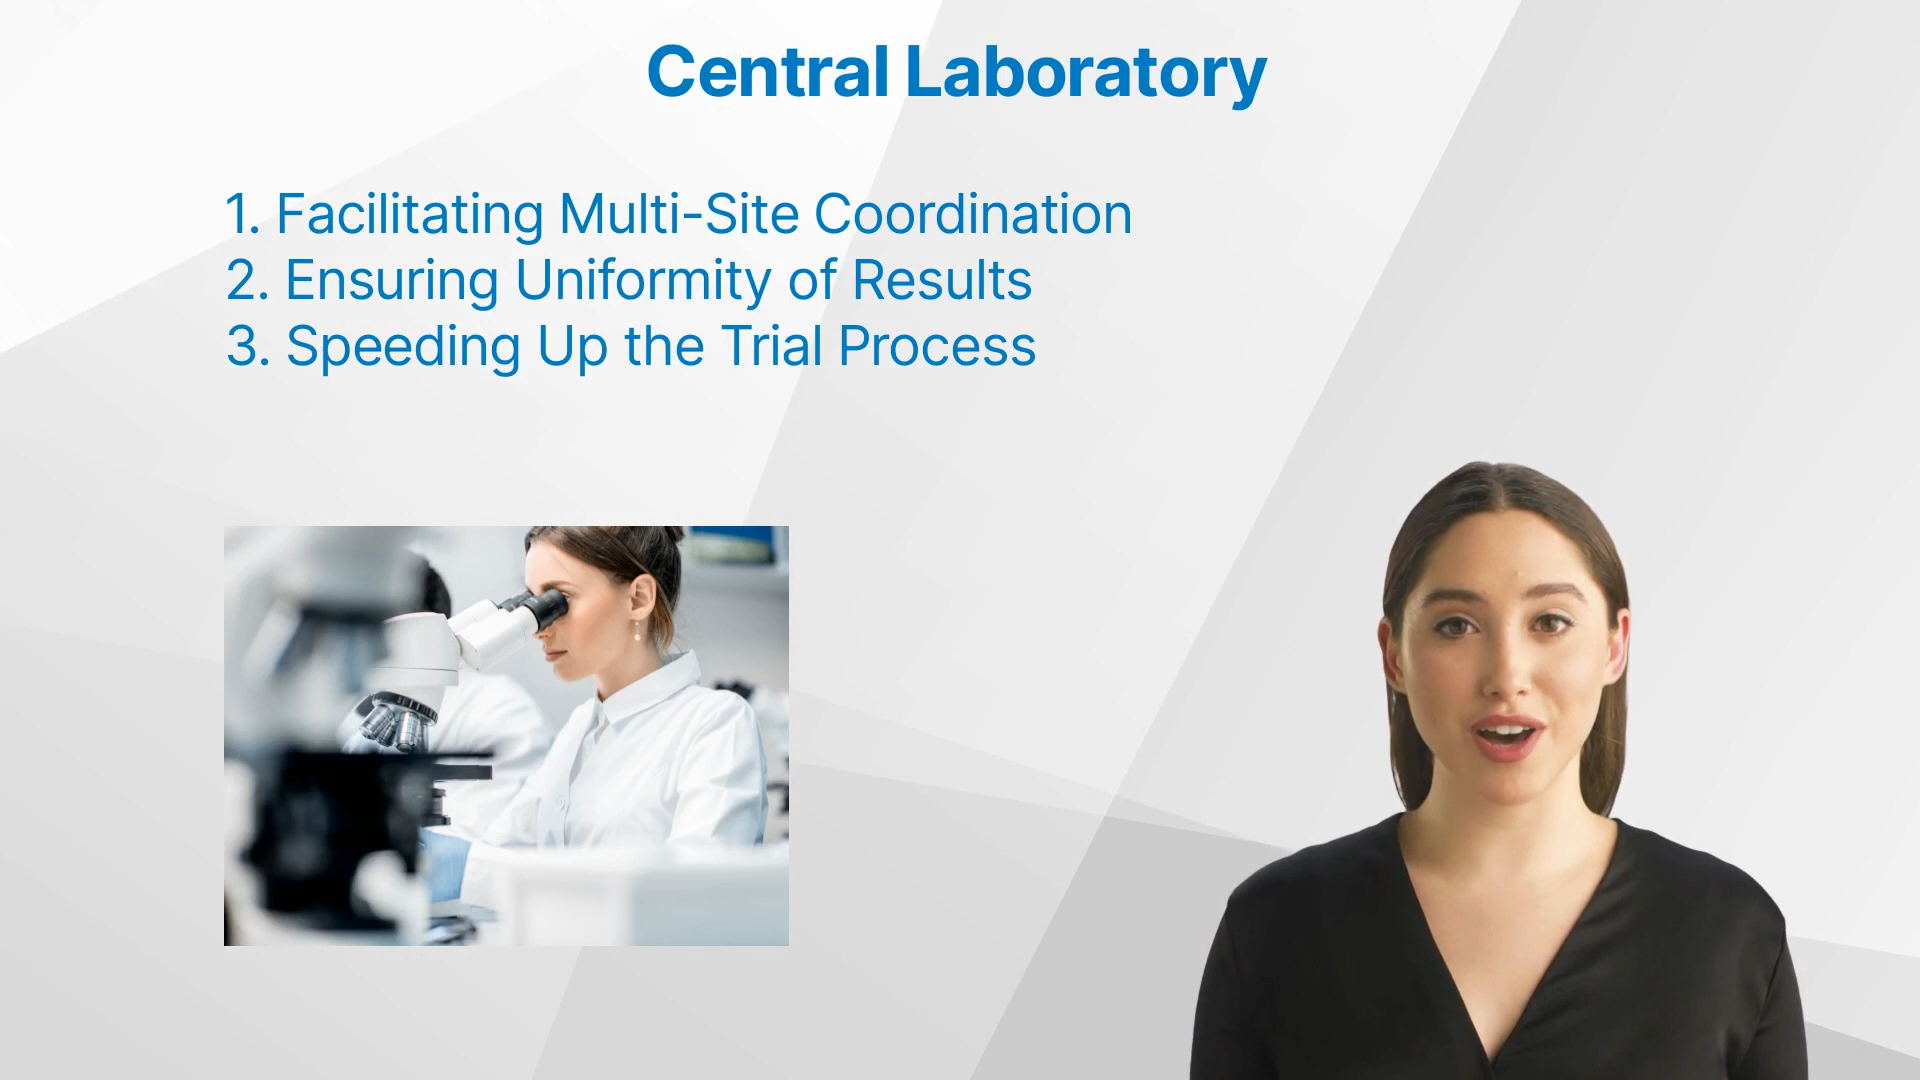 Central Laboratory
1. Facilitating Multi-Site Coordination
2. Ensuring Uniformity of Results
3. Speeding Up the Trial Process